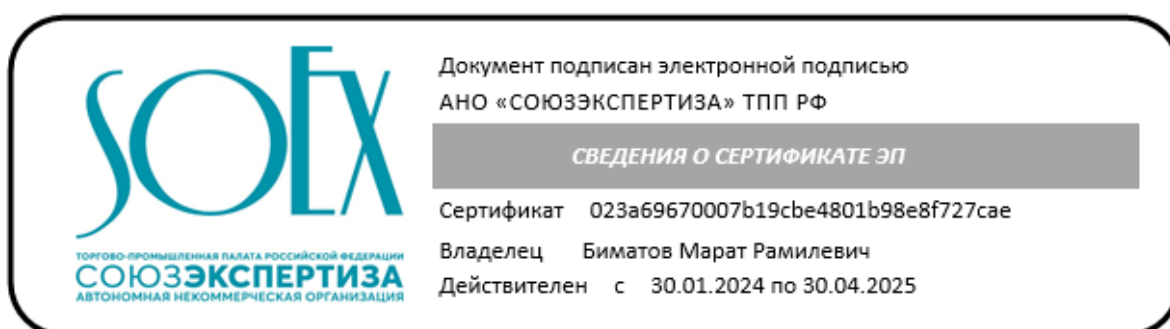 SOEX
ТОРГОВО-ПРОМЫШЛЕННАЯ ПАЛАТА РОССИЙСКОЙ ФЕДЕРАЦИИ
СОЮЗЭКСПЕРТИЗА
АВТОНОМНАЯ НЕКОММЕРЧЕСКАЯ ОРГАНИЗАЦИЯ
Документ подписан электронной подписью
АНО «СОЮЗЭКСПЕРТИЗА» ТПП РФ
СВЕДЕНИЯ О СЕРТИФИКАТЕ ЭП
Сертификат 023a69670007b19cbe4801b98e8f727cae
Владелец Биматов Марат Рамилевич
Действителен с 30.01.2024 по 30.04.2025